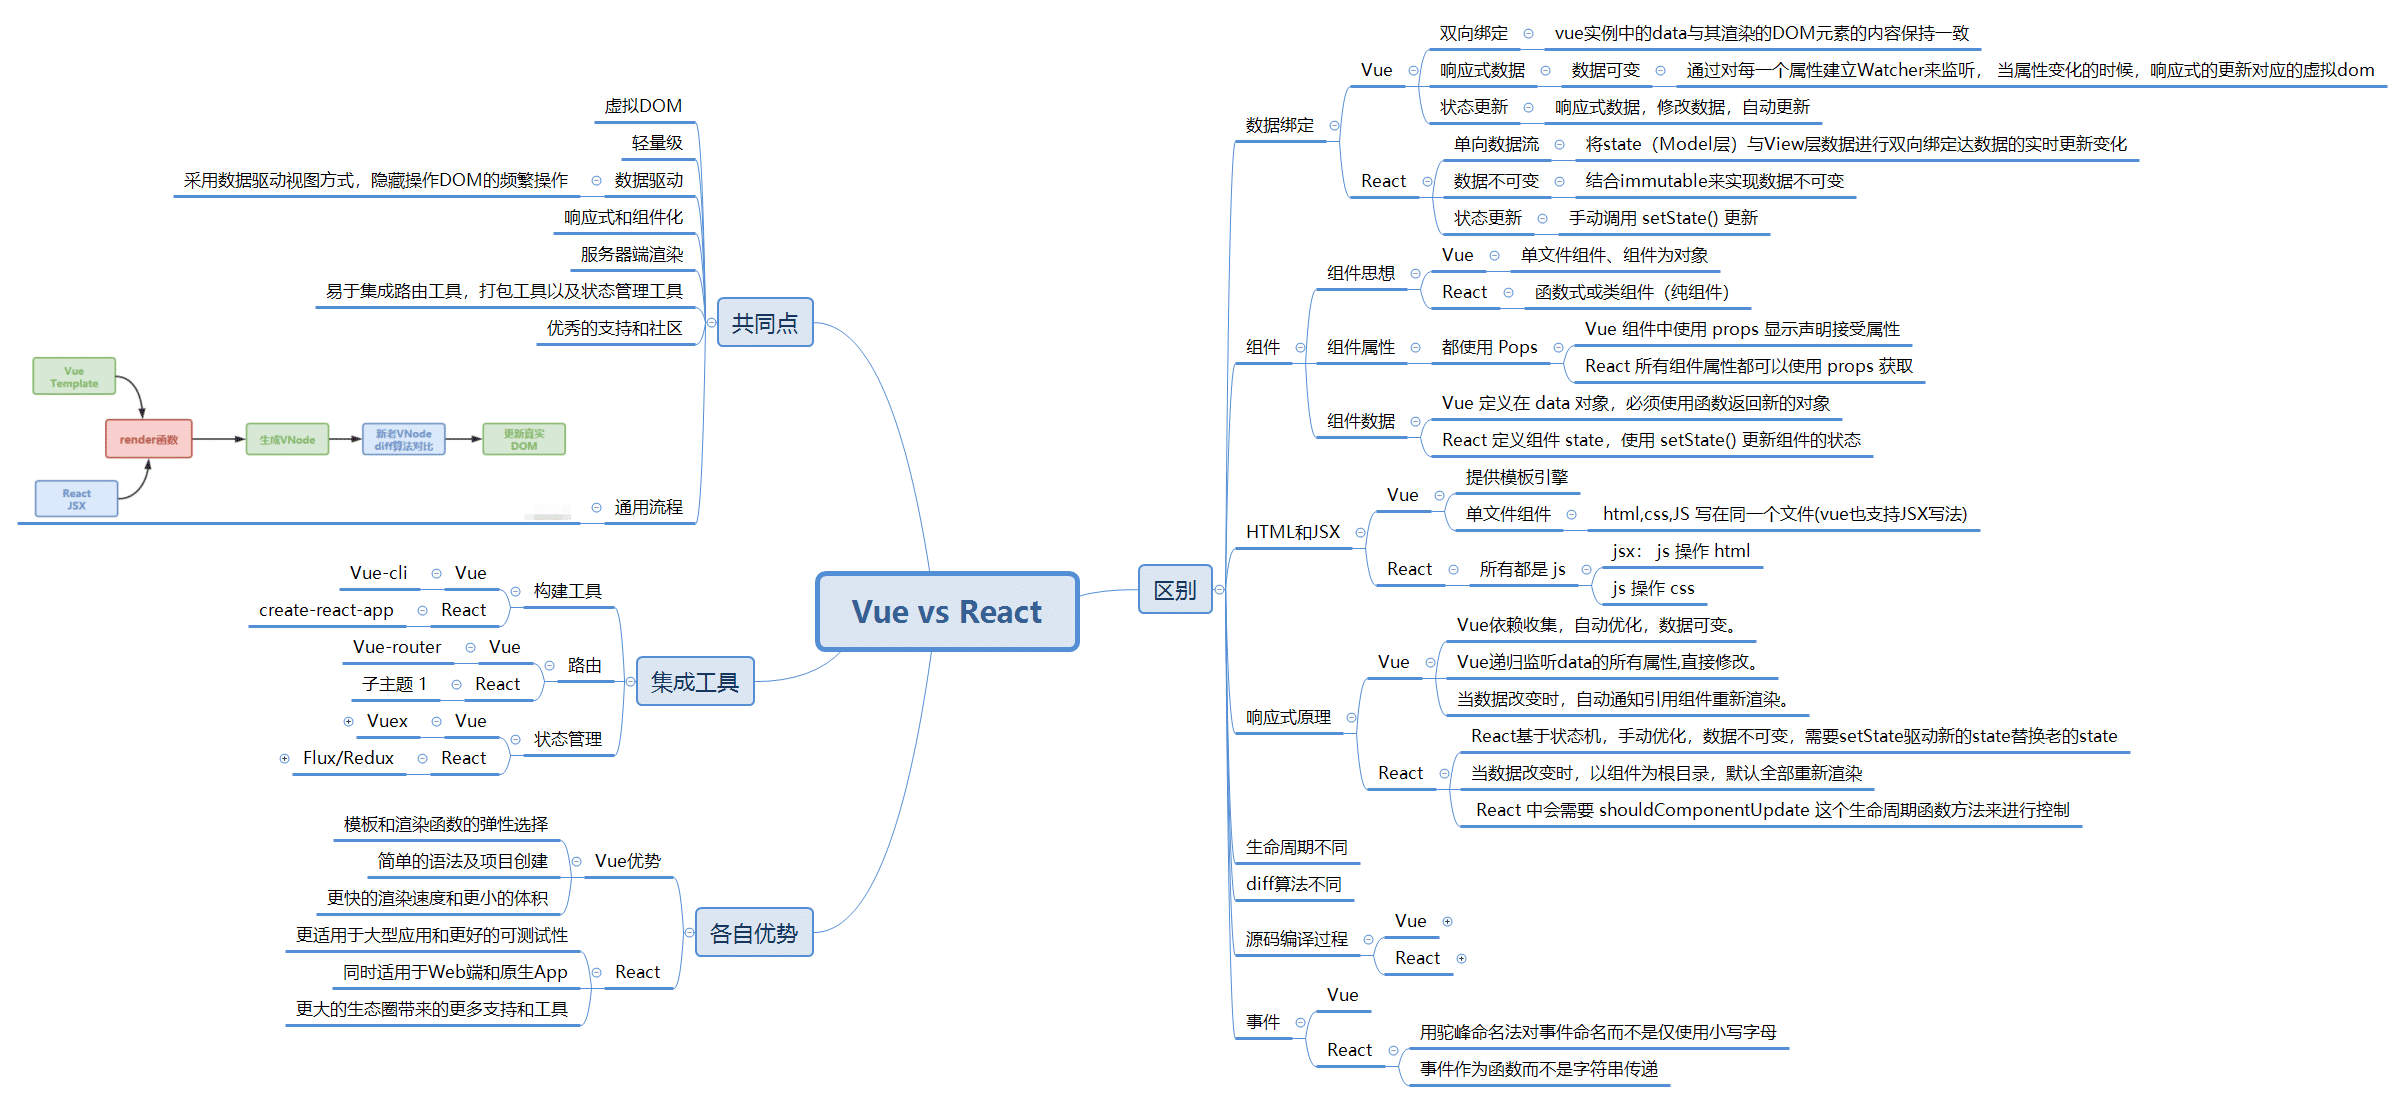 Vue vs React
共同点
虚拟DOM
轻量级
数据驱动
采用数据驱动视图方式，隐藏操作DOM的频繁操作
响应式和组件化
服务器端渲染
易于集成路由工具，打包工具以及状态管理工具
优秀的支持和社区
通用流程
Vue
Template
React
JSX
render函数
生成VNode
新老VNode
diff算法对比
更新真实
DOM
集成工具
构建工具
Vue
Vue-cli
React
create-react-app
路由
Vue
Vue-router
React
子主题 1
状态管理
Vue
Vuex
React
Flux/Redux
各自优势
Vue优势
模板和渲染函数的弹性选择
简单的语法及项目创建
更快的渲染速度和更小的体积
React
更适用于大型应用和更好的可测试性
同时适用于Web端和原生App
更大的生态圈带来的更多支持和工具
区别
数据绑定
Vue
双向绑定
vue实例中的data与其渲染的DOM元素的内容保持一致
响应式数据
数据可变
通过对每一个属性建立Watcher来监听， 当属性变化的时候，响应式的更新对应的虚拟dom
状态更新
响应式数据，修改数据，自动更新
React
单向数据流
将state（Model层）与View层数据进行双向绑定达数据的实时更新变化
数据不可变
结合immutable来实现数据不可变
状态更新
手动调用 setState() 更新
组件
组件思想
Vue
单文件组件、组件为对象
React
函数式或类组件（纯组件）
组件属性
都使用 Pops
Vue 组件中使用 props 显示声明接受属性
React 所有组件属性都可以使用 props 获取
组件数据
Vue 定义在 data 对象，必须使用函数返回新的对象
React 定义组件 state，使用 setState() 更新组件的状态
HTML和JSX
Vue
提供模板引擎
单文件组件
html,css,JS 写在同一个文件(vue也支持JSX写法)
React
所有都是 js
jsx： js 操作 html
js 操作 css
响应式原理
Vue
Vue依赖收集，自动优化，数据可变。
Vue递归监听data的所有属性,直接修改。
当数据改变时，自动通知引用组件重新渲染。
React
React基于状态机，手动优化，数据不可变，需要setState驱动新的state替换老的state
当数据改变时，以组件为根目录，默认全部重新渲染
React 中会需要 shouldComponentUpdate 这个生命周期函数方法来进行控制
生命周期不同
diff算法不同
源码编译过程
Vue
React
事件
Vue
React
用驼峰命名法对事件命名而不是仅使用小写字母
事件作为函数而不是字符串传递